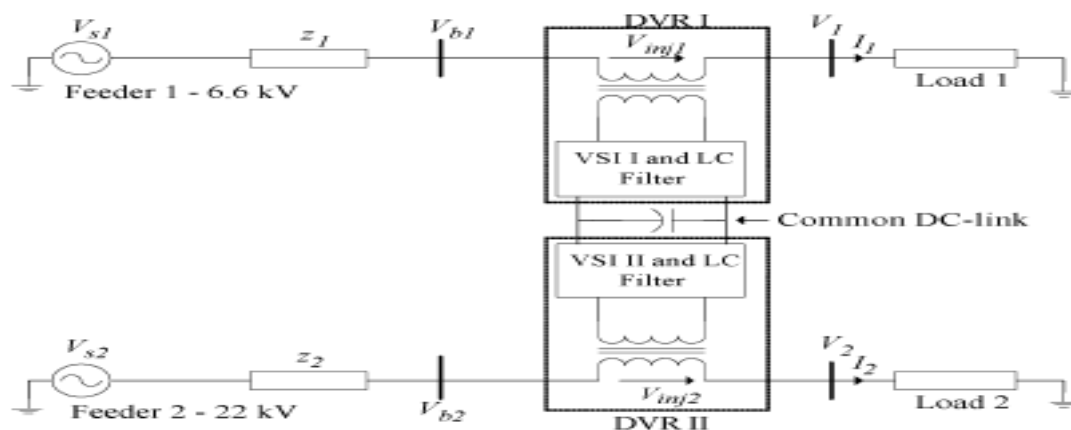 DVR I
Vs1
z1
Vb1
Vinj1
V1
I1
Feeder 1 - 6.6 kV
Load 1
VSI I and LC
Filter
Common DC-link
VSI II and LC
Filter
Vs2
z2
Vb2
Vinj2
V2
I2
Feeder 2 - 22 kV
Load 2
DVR II